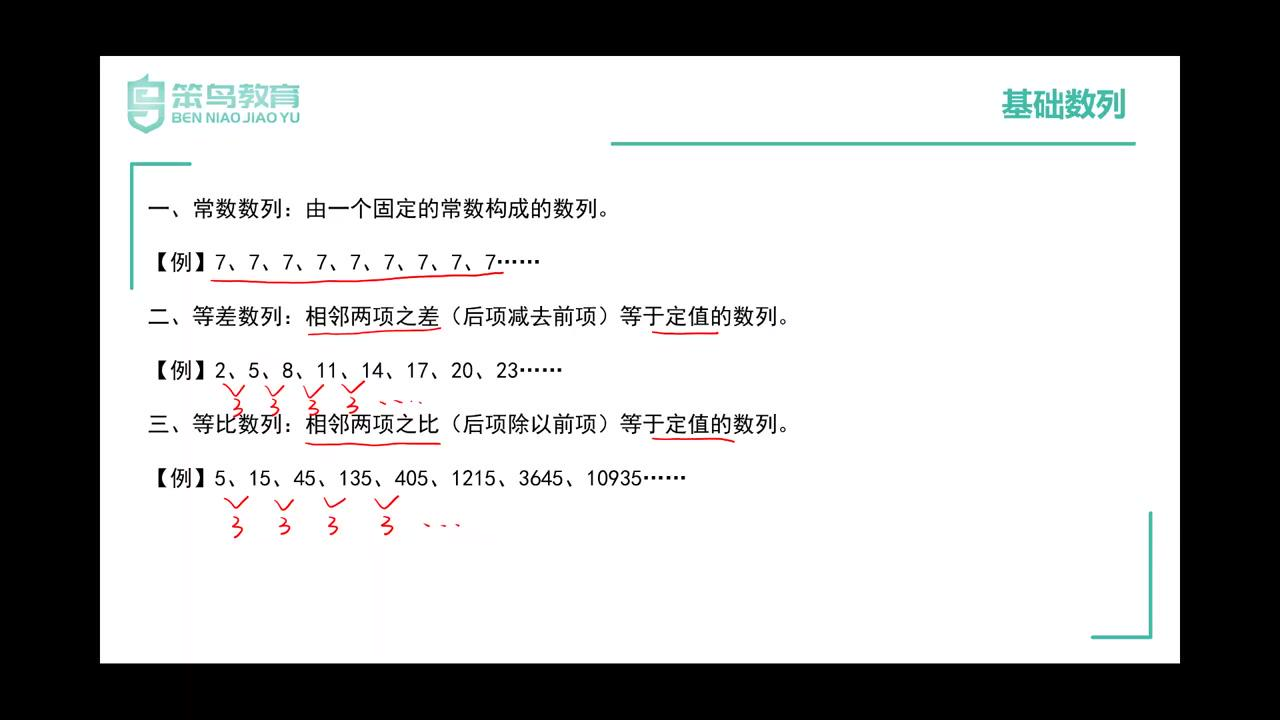 笨鸟教育
BEN NIAO JIAO YU
基础数列
一、常数数列：由一个固定的常数构成的数列。
【例】7、7、7、7、7、7、7、7、7……
二、等差数列：相邻两项之差（后项减去前项）等于定值的数列。
【例】2、5、8、11、14、17、20、23……
3 3 3 3 ....
三、等比数列：相邻两项之比（后项除以前项）等于定值的数列。
【例】5、15、45、135、405、1215、3645、10935……
3 3 3 3 ...